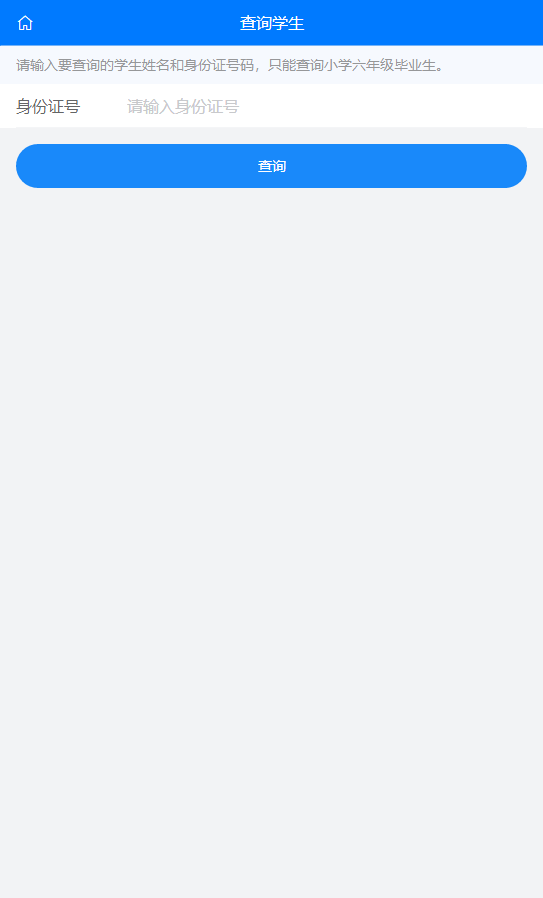 查询学生
请输入要查询的学生姓名和身份证号码，只能查询小学六年级毕业生。
身份证号 请输入身份证号
查询